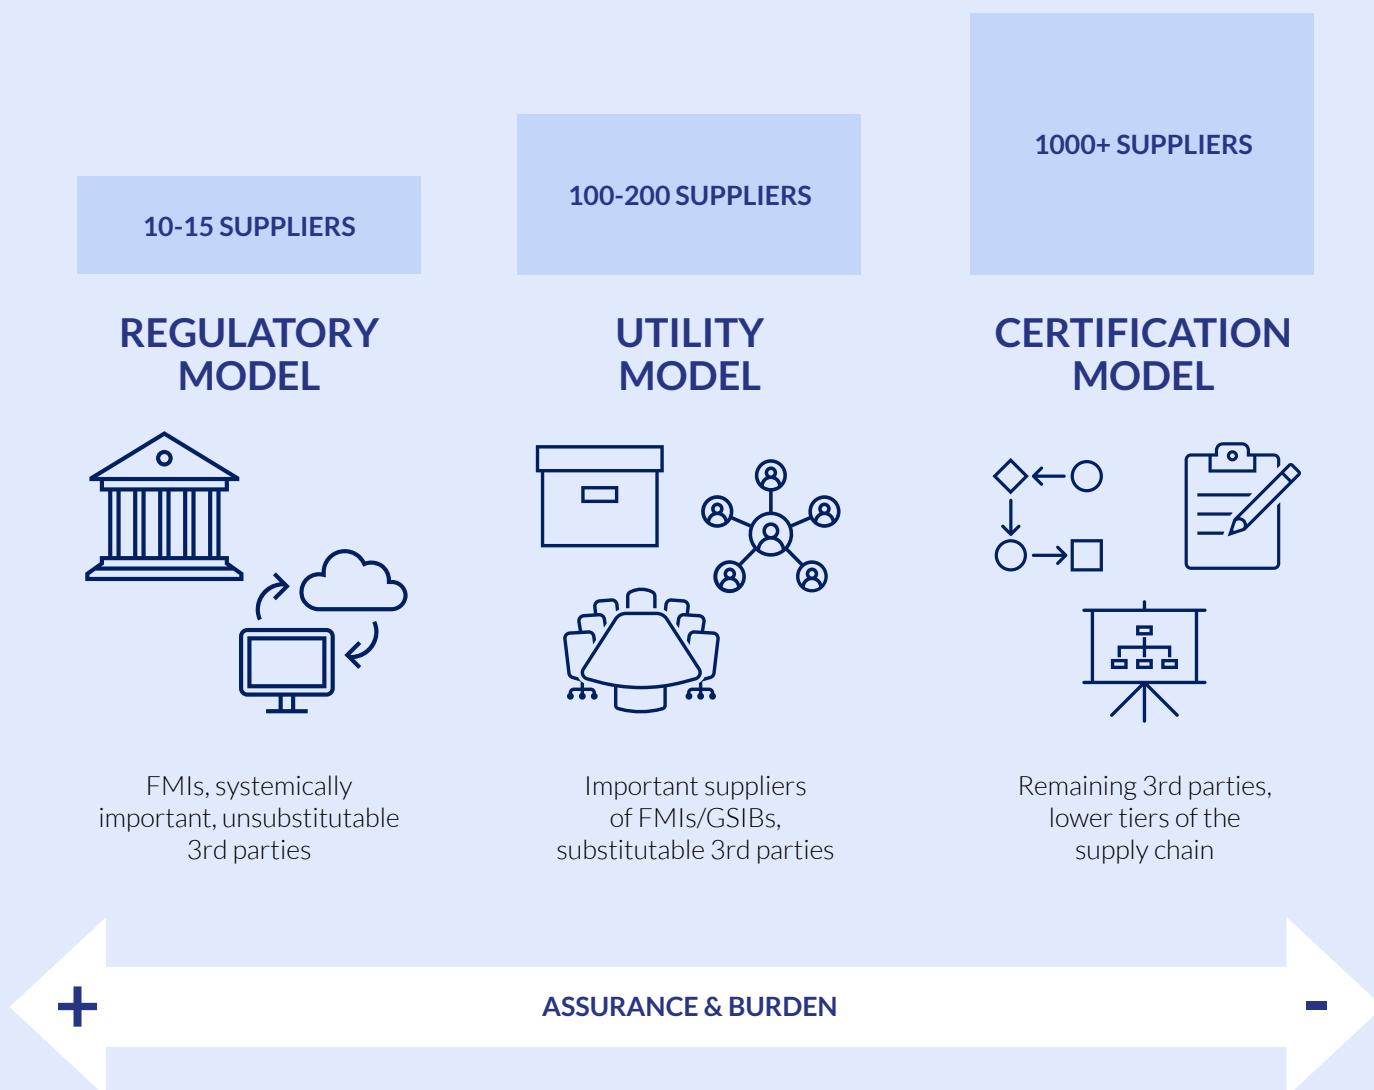 10-15 SUPPLIERS
100-200 SUPPLIERS
1000+ SUPPLIERS
REGULATORY
MODEL
UTILITY
MODEL
CERTIFICATION
MODEL
FMIs, systemically
important, unsubstitutable
3rd parties
Important suppliers
of FMIs/GSIBs,
substitutable 3rd parties
Remaining 3rd parties,
lower tiers of the
supply chain
+
ASSURANCE & BURDEN
-